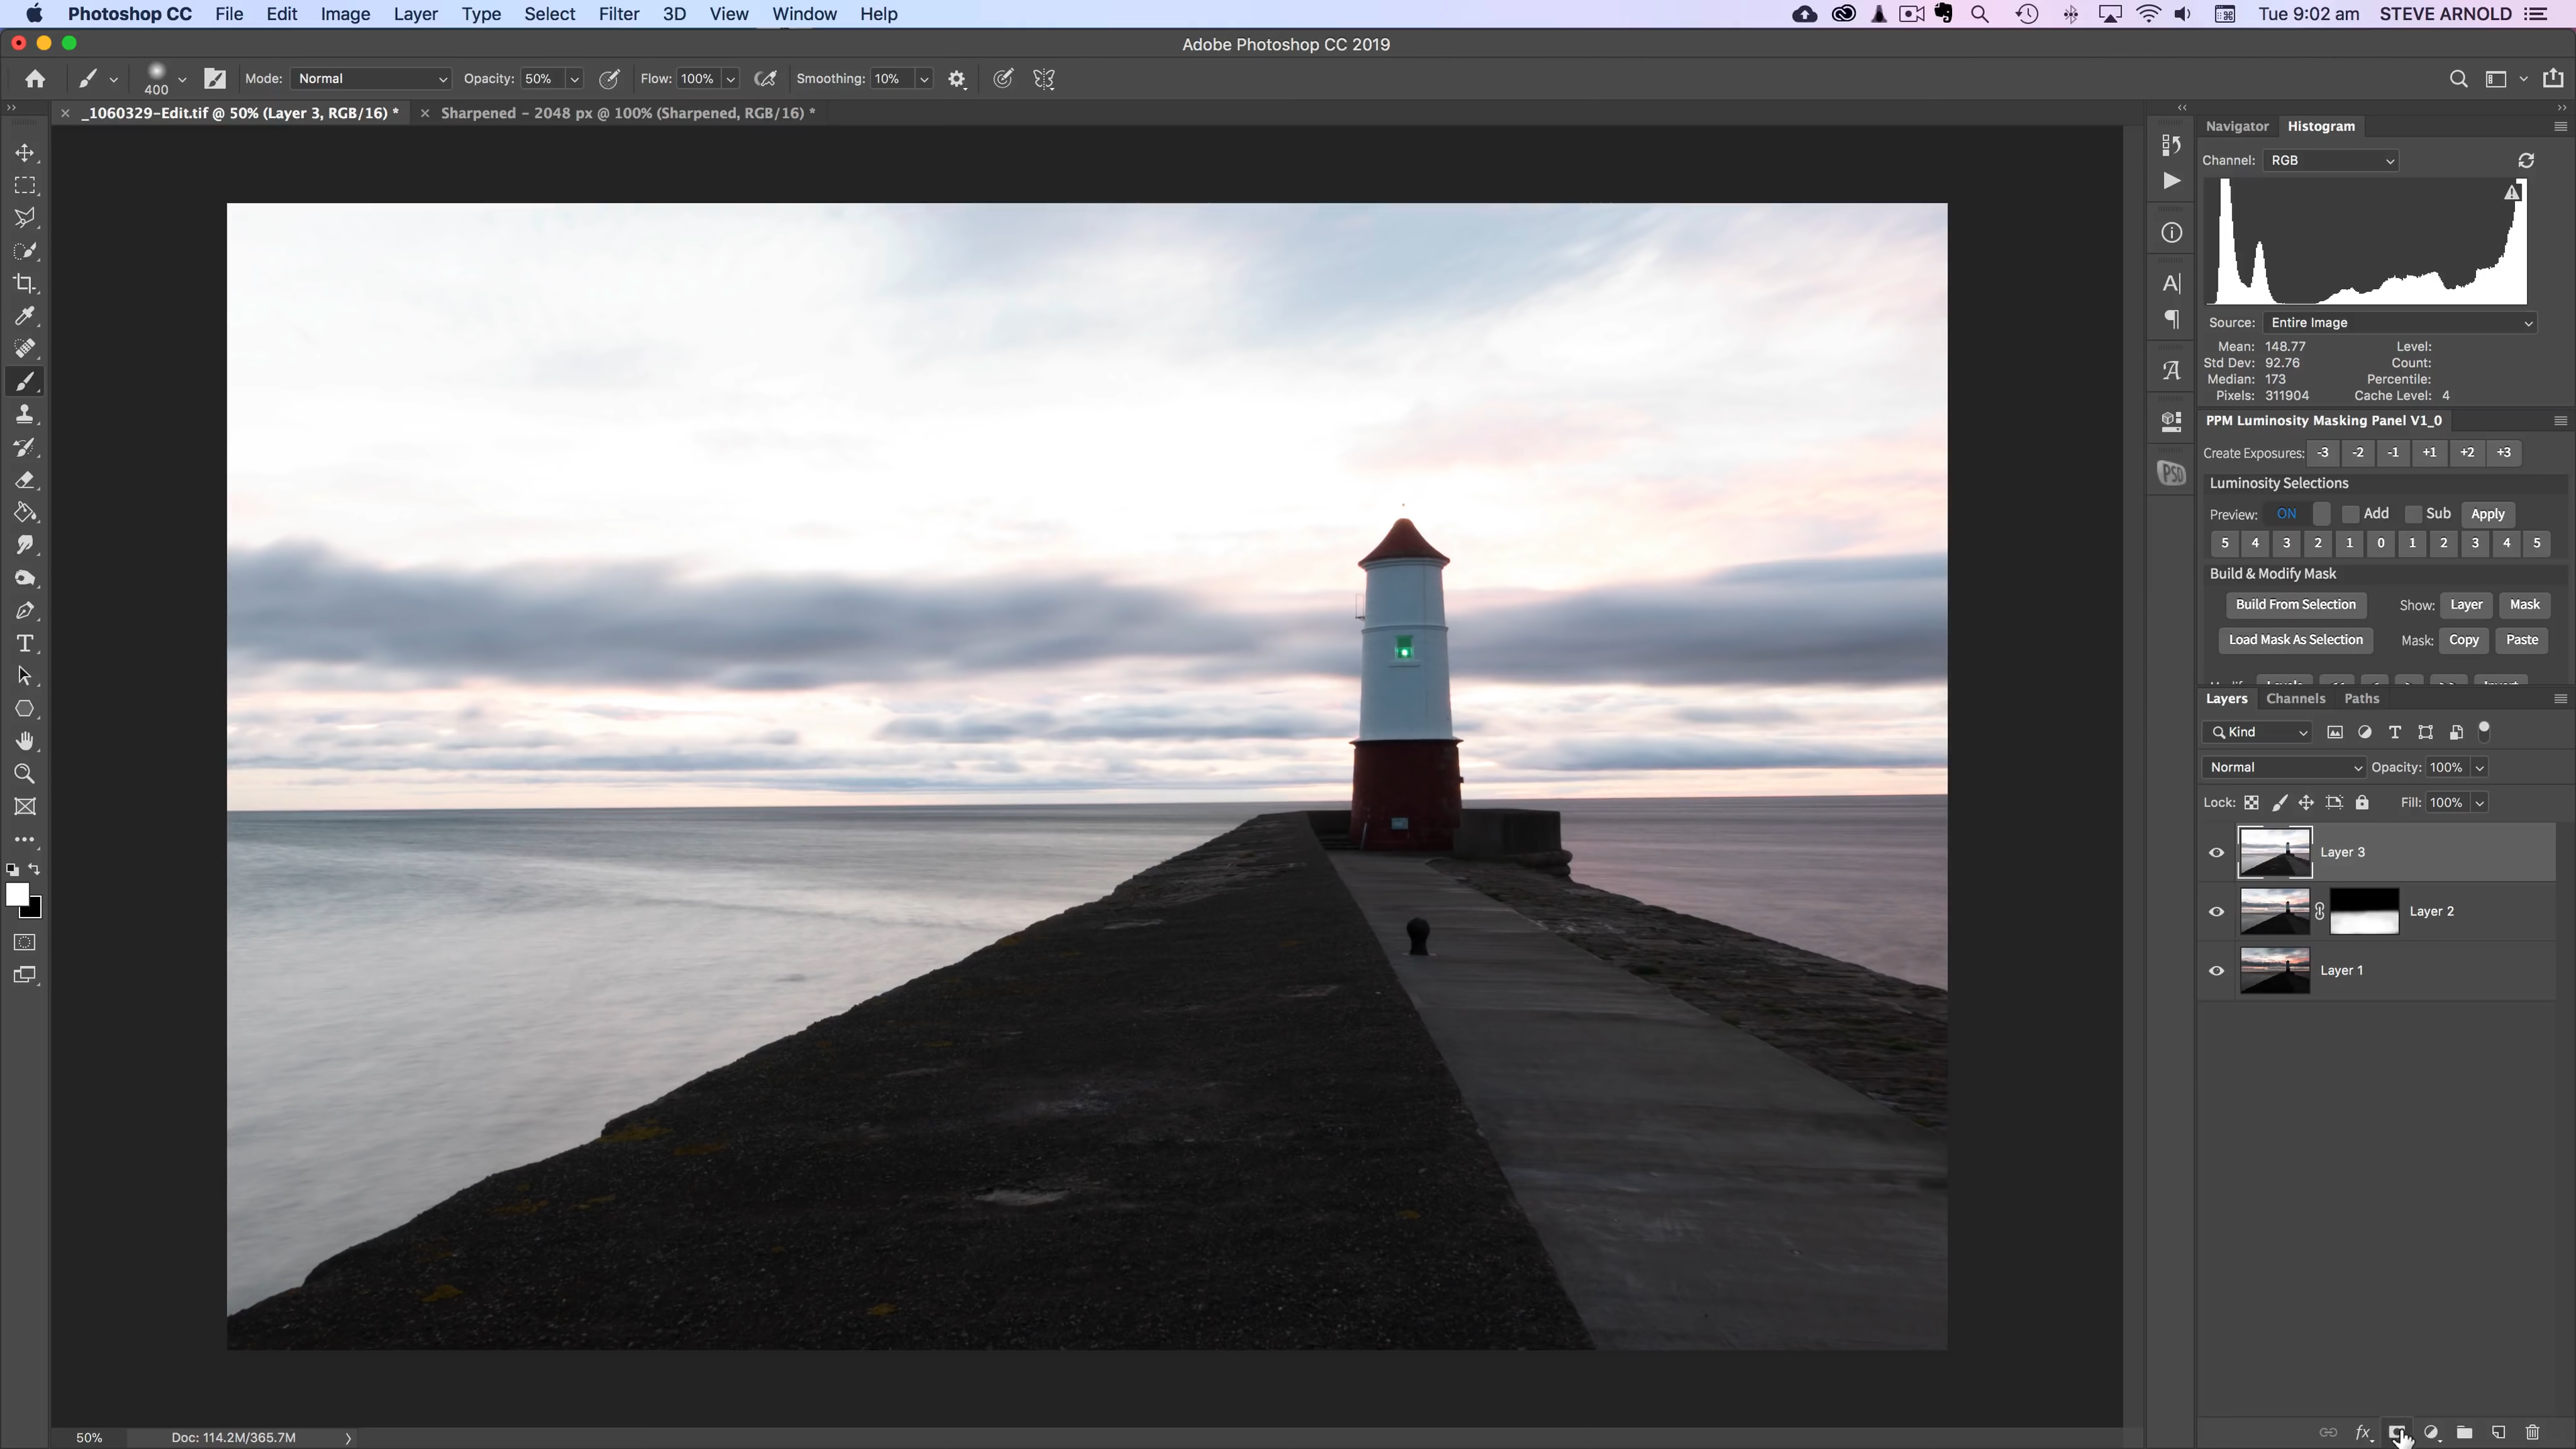 Photoshop CC File Edit Image Layer Type Select Filter 3D View Window Help Tue 9:02 am STEVE ARNOLD
Adobe Photoshop CC 2019
400 Mode: Normal Opacity: 50% Flow: 100% Smoothing: 10%
_1060329-Edit.tif @ 50% (Layer 3, RGB/16) * Sharpened - 2048 px @ 100% (Sharpened, RGB/16) *
Navigator Histogram
Channel: RGB
Source: Entire Image
Mean: 148.77 Level:
Std Dev: 92.76 Count:
Median: 173 Percentile:
Pixels: 311904 Cache Level: 4
PPM Luminosity Masking Panel V1_0
Create Exposures: -3 -2 -1 +1 +2 +3
Luminosity Selections
Preview: ON Add Sub Apply
5 4 3 2 1 0 1 2 3 4 5
Build & Modify Mask
Build From Selection Show: Layer Mask
Load Mask As Selection Mask: Copy Paste
Layers Channels Paths
Kind
Normal Opacity: 100%
Lock: Fill: 100%
Layer 3
Layer 2
Layer 1
50% Doc: 114.2M/365.7M
fx